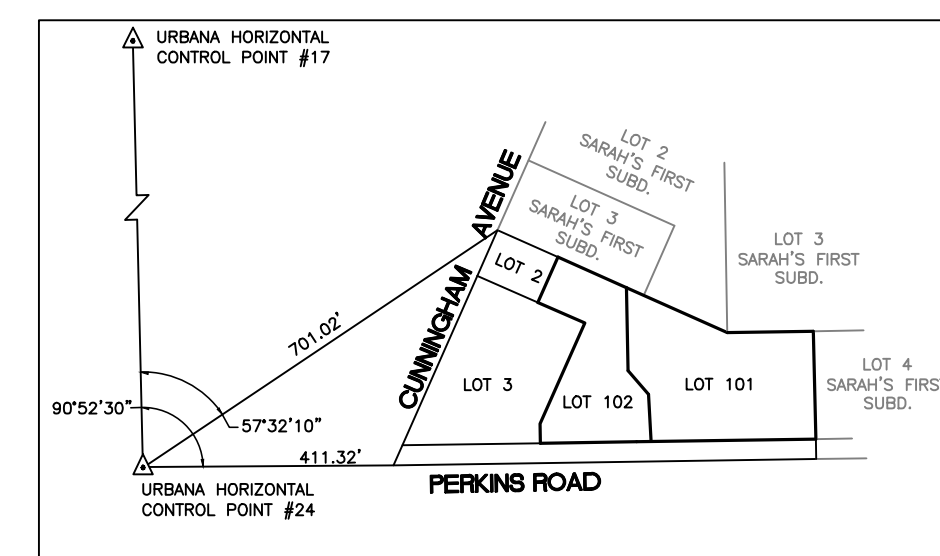 URBANA HORIZONTAL
CONTROL POINT #17
AVENUE
LOT 2
SARAH'S FIRST
SUBD.
LOT 3
SARAH'S FIRST
SUBD.
LOT 3
SARAH'S FIRST
SUBD.
LOT 2
701.02'
CUNNINGHAM
LOT 3
LOT 102
LOT 101
LOT 4
SARAH'S FIRST
SUBD.
90°52'30"
57°32'10"
411.32'
PERKINS ROAD
URBANA HORIZONTAL
CONTROL POINT #24